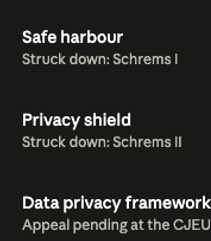 Safe harbour
Struck down: Schrems I
Privacy shield
Struck down: Schrems II
Data privacy framework
Appeal pending at the CJEU